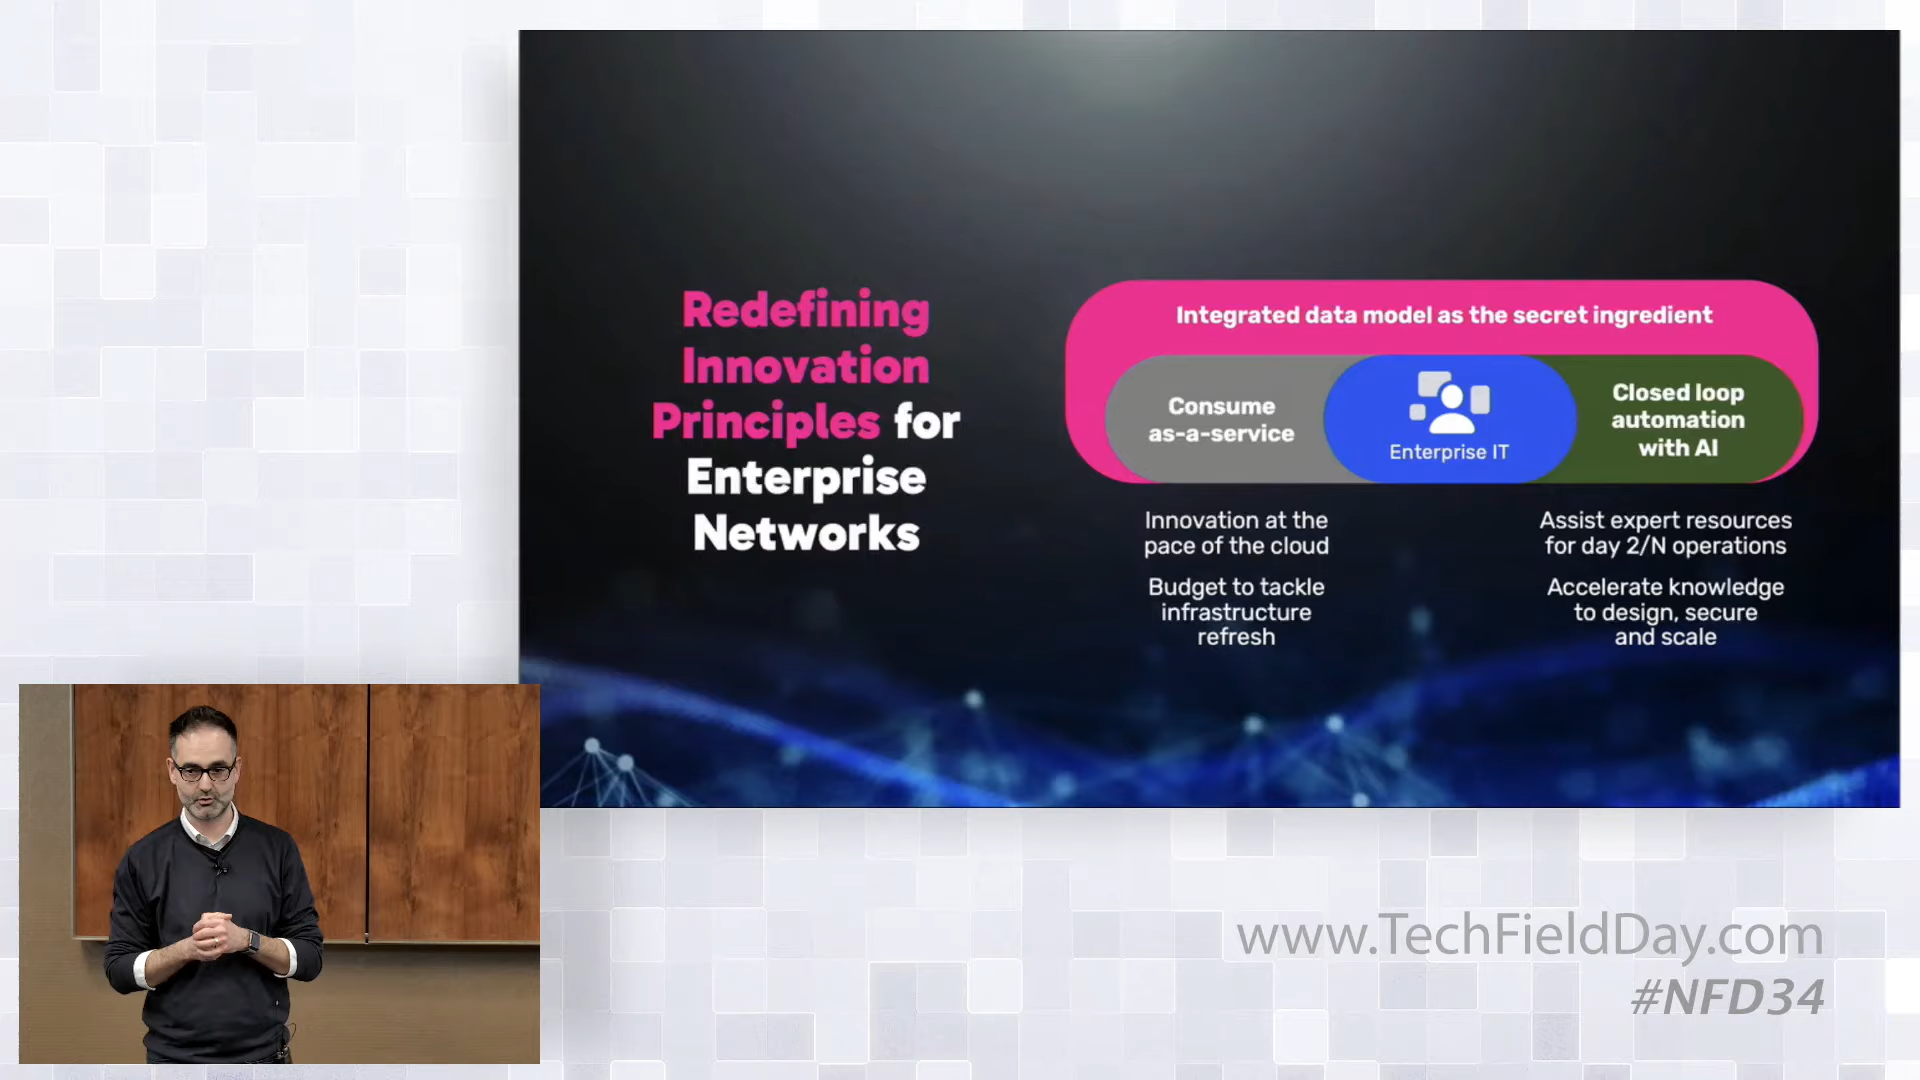 Redefining
Innovation
Principles for
Enterprise
Networks
Integrated data model as the secret ingredient
Consume
as-a-service
Enterprise IT
Closed loop
automation
with AI
Innovation at the
pace of the cloud
Budget to tackle
infrastructure
refresh
Assist expert resources
for day 2/N operations
Accelerate knowledge
to design, secure
and scale
www.TechFieldDay.com
#NFD34